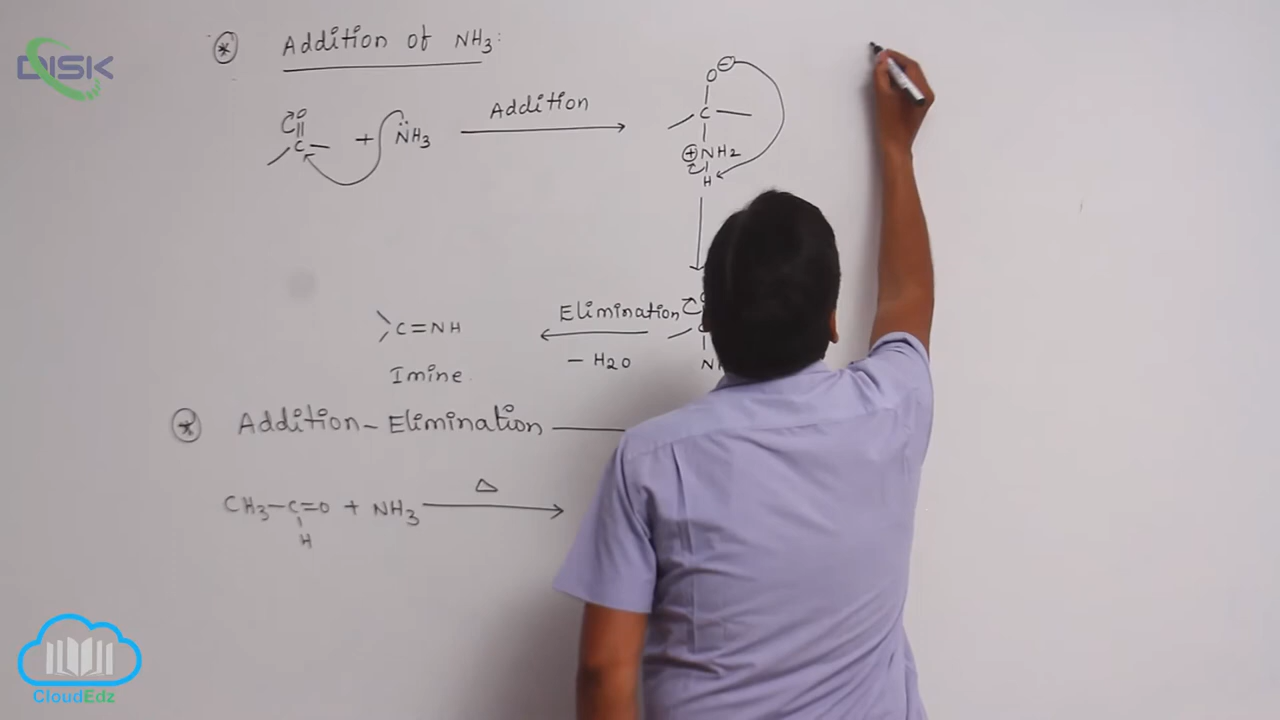 DISK
* Addition of NH3:
O
C + NH3 Addition
O
C
+NH2
H
C=NH Elimination
- H2O
Imine
* Addition-Elimination
CH3-C=O + NH3 Δ
H
CloudEdz